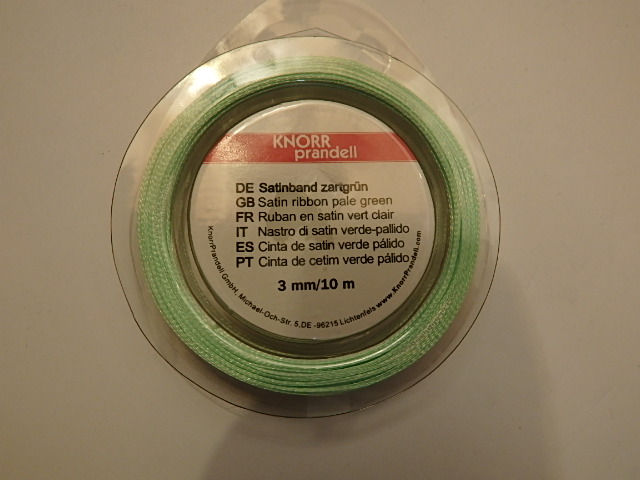 KNORR
prandell
DE Satinband zartgrün
GB Satin ribbon pale green
FR Ruban en satin vert clair
IT Nastro di satin verde-pallido
ES Cinta de satin verde pálido
PT Cinta de cetim verde pálido
3 mm/10 m
KnorrPrandell GmbH, Michael-Och-Str. 5, DE -96215 Lichtenfels www.KnorrPrandell.com